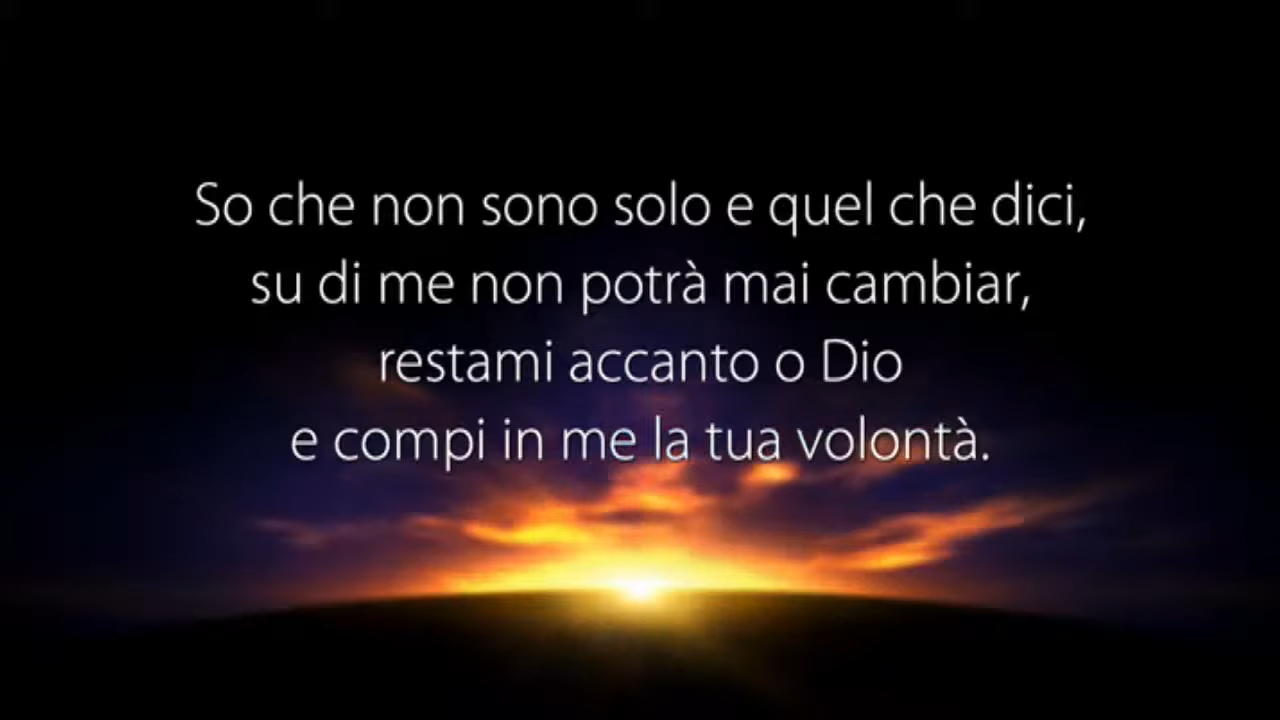 So che non sono solo e quel che dici,
su di me non potrà mai cambiar,
restami accanto o Dio
e compi in me la tua volontà.